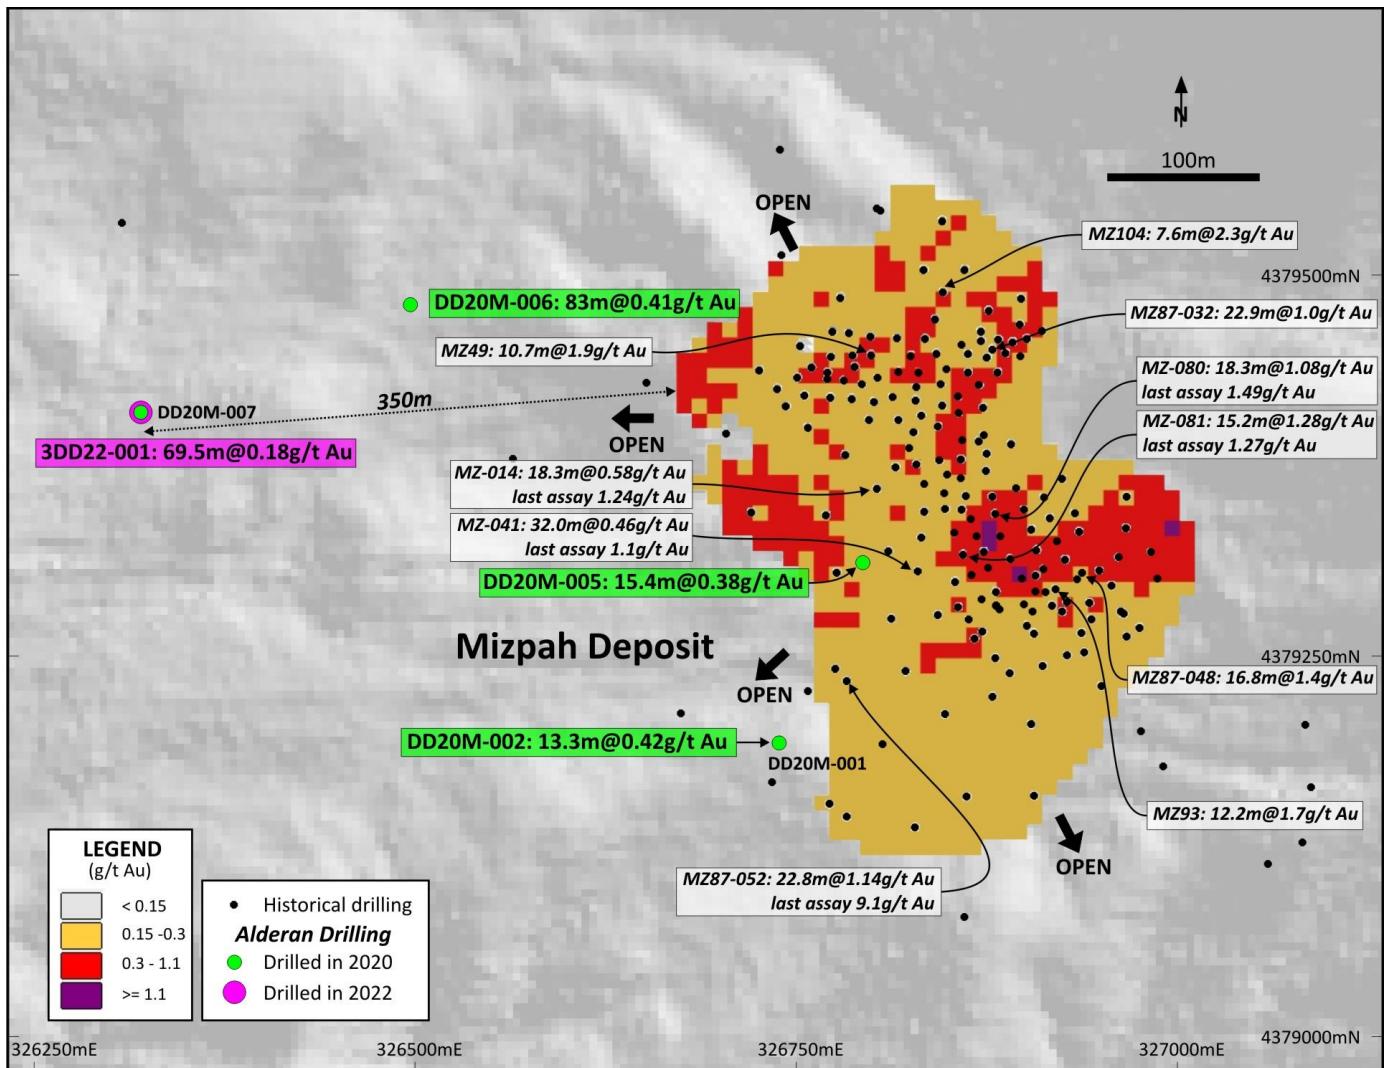 N
100m
OPEN
MZ104: 7.6m@2.3g/t Au
4379500mN
DD20M-006: 83m@0.41g/t Au
MZ87-032: 22.9m@1.0g/t Au
MZ49: 10.7m@1.9g/t Au
MZ-080: 18.3m@1.08g/t Au
last assay 1.49g/t Au
350m
DD20M-007
OPEN
MZ-081: 15.2m@1.28g/t Au
last assay 1.27g/t Au
3DD22-001: 69.5m@0.18g/t Au
MZ-014: 18.3m@0.58g/t Au
last assay 1.24g/t Au
MZ-041: 32.0m@0.46g/t Au
last assay 1.1g/t Au
DD20M-005: 15.4m@0.38g/t Au
Mizpah Deposit
4379250mN
OPEN
MZ87-048: 16.8m@1.4g/t Au
DD20M-002: 13.3m@0.42g/t Au
DD20M-001
MZ93: 12.2m@1.7g/t Au
OPEN
MZ87-052: 22.8m@1.14g/t Au
last assay 9.1g/t Au
LEGEND
(g/t Au)
< 0.15
0.15 -0.3
0.3 - 1.1
>= 1.1
Historical drilling
Alderan Drilling
Drilled in 2020
Drilled in 2022
4379000mN
326250mE
326500mE
326750mE
327000mE